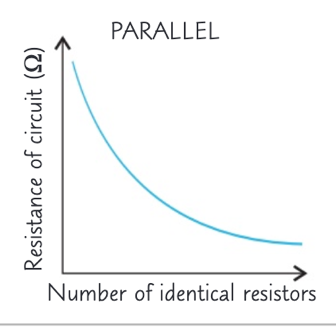 PARALLEL
Resistance of circuit (Ω)
Number of identical resistors